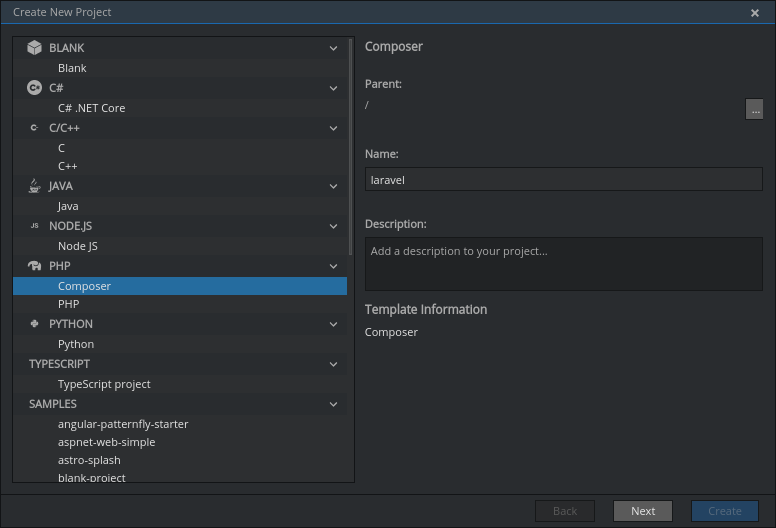 Create New Project
BLANK
Blank
C#
C# .NET Core
C/C++
C
C++
JAVA
Java
JS NODE.JS
Node JS
PHP
Composer
PHP
PYTHON
Python
TYPESCRIPT
TypeScript project
SAMPLES
angular-patternfly-starter
aspnet-web-simple
astro-splash
blank-project
Composer
Parent:
/
...
Name:
laravel
Description:
Add a description to your project...
Template Information
Composer
Back
Next
Create